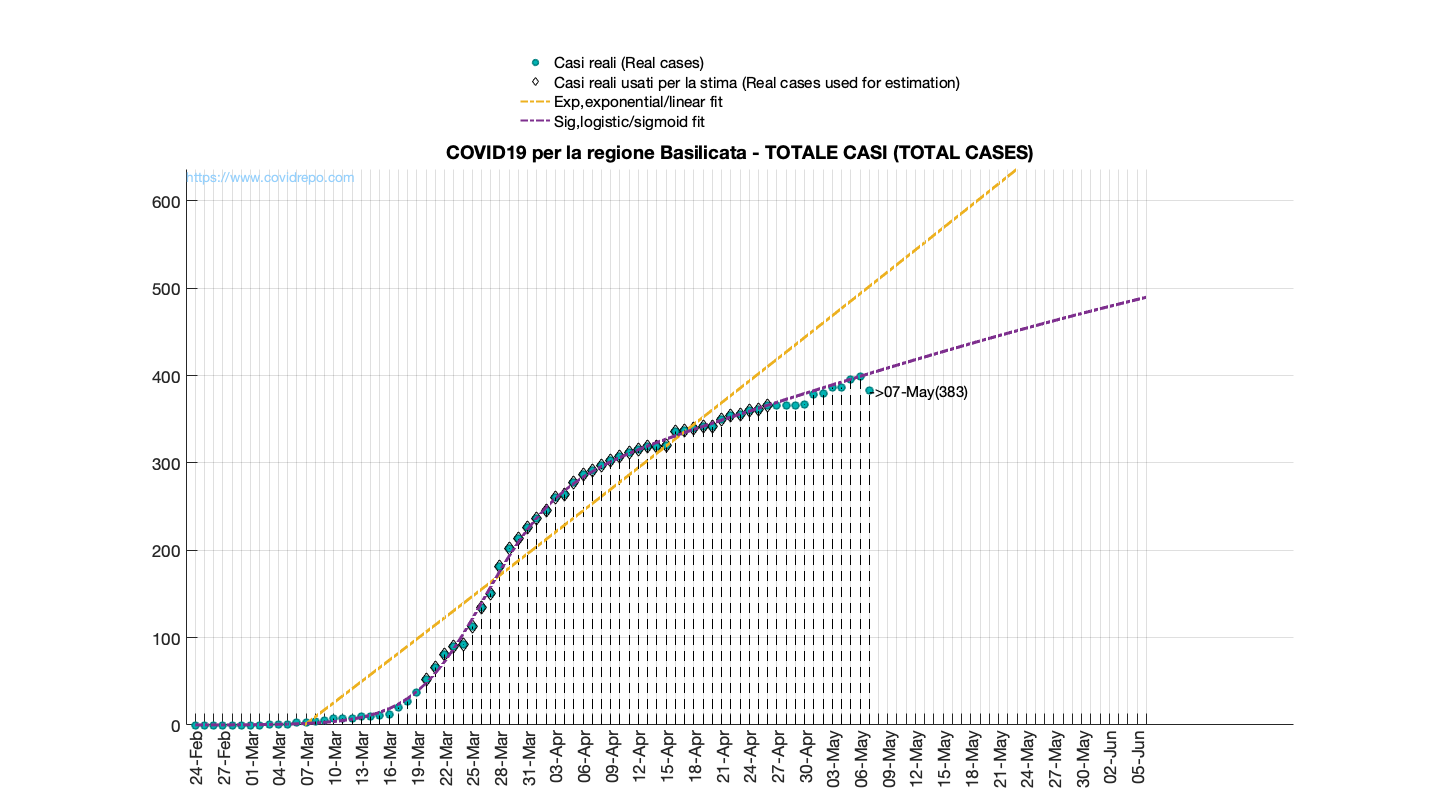 Casi reali (Real cases)
Casi reali usati per la stima (Real cases used for estimation)
Exp,exponential/linear fit
Sig,logistic/sigmoid fit
COVID19 per la regione Basilicata - TOTALE CASI (TOTAL CASES)
https://www.covidrepo.com
600
500
400
300
200
100
0
->07-May(383)
24-Feb
27-Feb
01-Mar
04-Mar
07-Mar
10-Mar
13-Mar
16-Mar
19-Mar
22-Mar
25-Mar
28-Mar
31-Mar
03-Apr
06-Apr
09-Apr
12-Apr
15-Apr
18-Apr
21-Apr
24-Apr
27-Apr
30-Apr
03-May
06-May
09-May
12-May
15-May
18-May
21-May
24-May
27-May
30-May
02-Jun
05-Jun